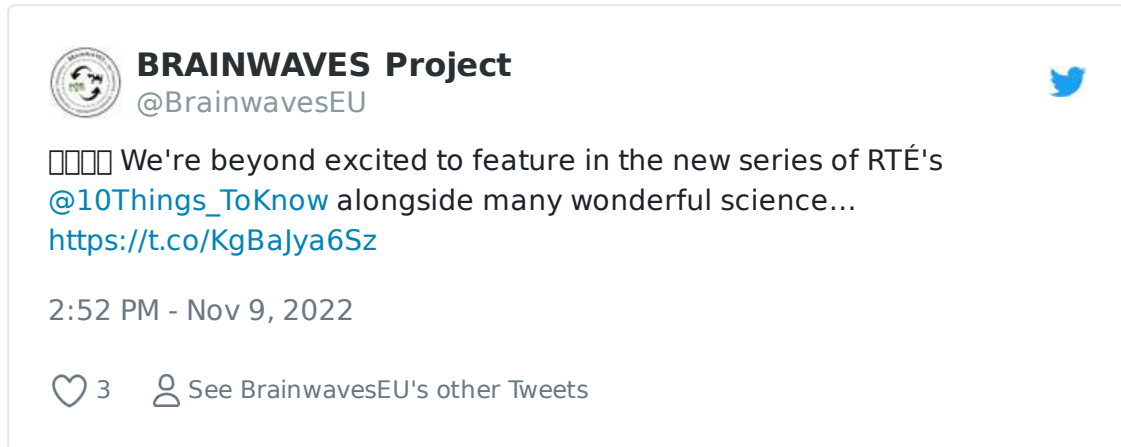 BRAINWAVES Project
@BrainwavesEU
We're beyond excited to feature in the new series of RTÉ's
@10Things_ToKnow alongside many wonderful science…
https://t.co/KgBaJya6Sz
2:52 PM - Nov 9, 2022
3 See BrainwavesEU's other Tweets